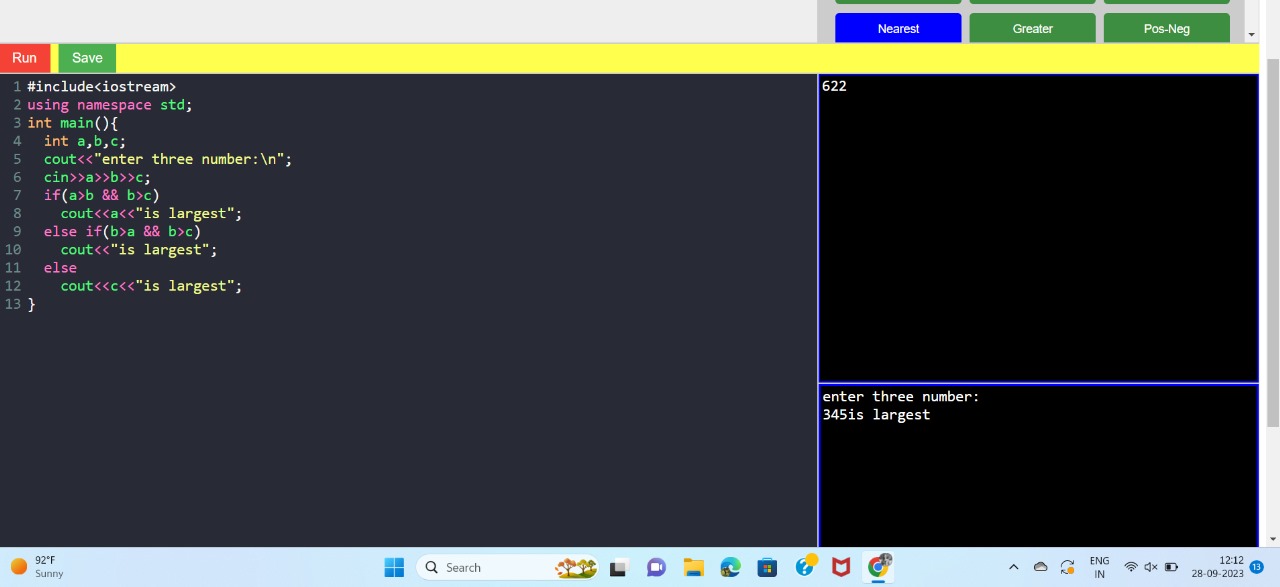 Nearest Greater Pos-Neg
Run Save
1 #include<iostream>
2 using namespace std;
3 int main(){
4   int a,b,c;
5   cout<<"enter three number:\n";
6   cin>>a>>b>>c;
7   if(a>b && b>c)
8     cout<<a<<"is largest";
9   else if(b>a && b>c)
10     cout<<"is largest";
11   else
12     cout<<c<<"is largest";
13 }
622
enter three number:
345is largest
92°F
Sunny
Search
ENG
IN
12:12
28-09-2023
13